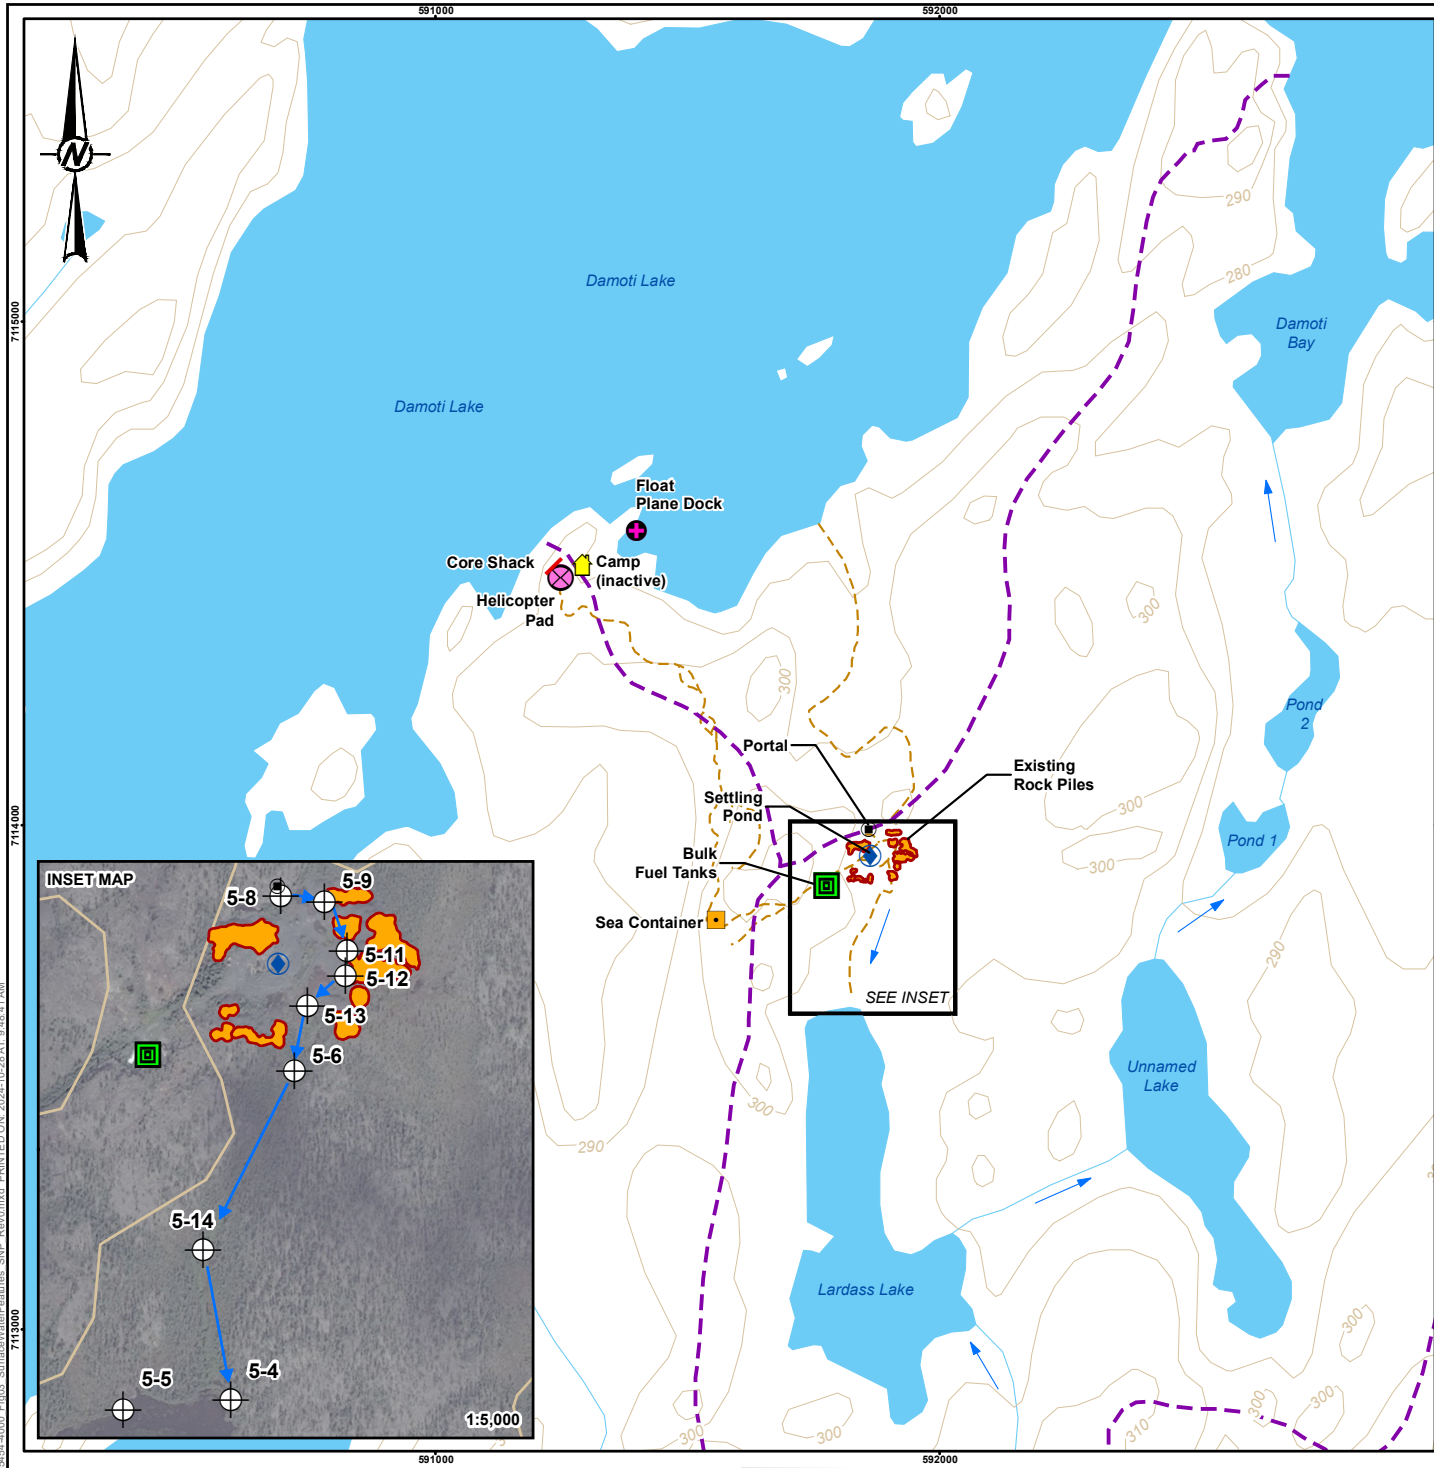 591000
592000
N
290
280
Damoti Lake
Damoti
Bay
Damoti Lake
7115000
Float
Plane Dock
Core Shack
Camp
(inactive)
Helicopter
Pad
300
300
Pond
2
Portal
Existing
Rock Piles
Settling
Pond
300
7114000
Pond 1
Bulk
Fuel Tanks
300
Sea Container
290
SEE INSET
INSET MAP
5-8
5-9
5-11
5-12
5-13
5-6
5-14
5-5
5-4
1:5,000
Unnamed
Lake
300
290
Lardass Lake
7113000
300
300
300
300
300
310
591000
592000